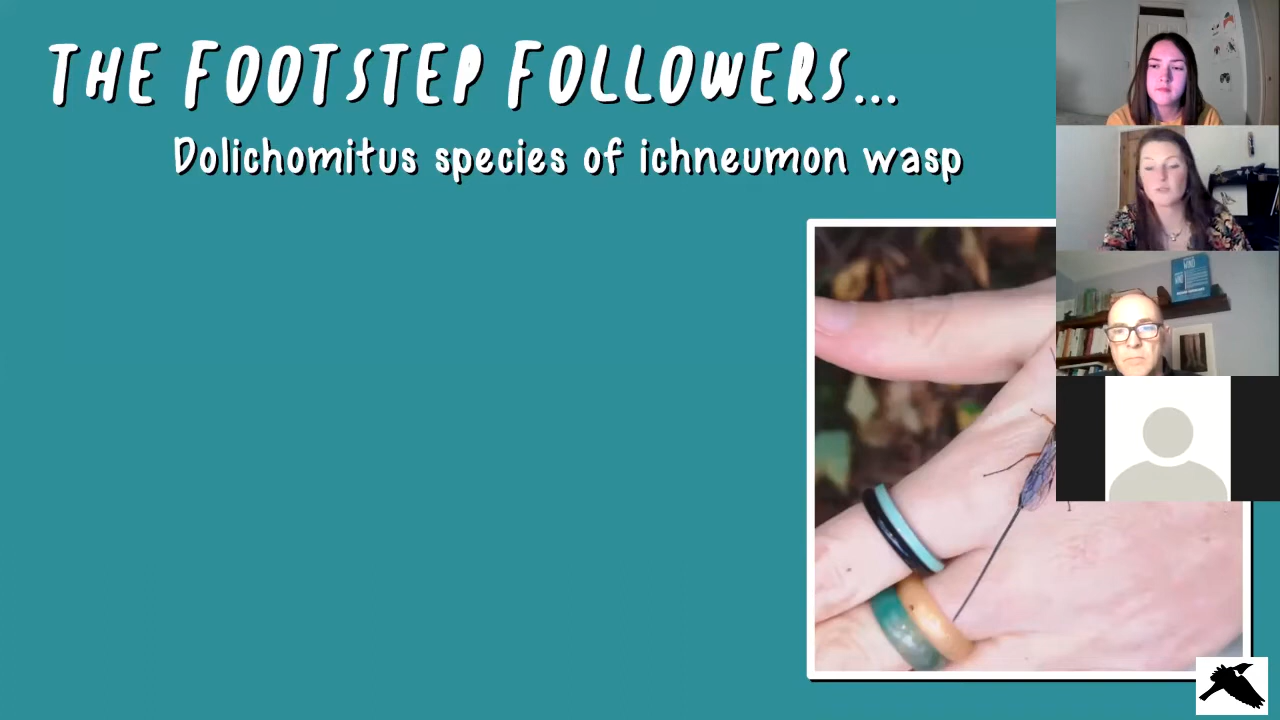 THE FOOTSTEP FOLLOWERS...
Dolichomitus species of ichneumon wasp